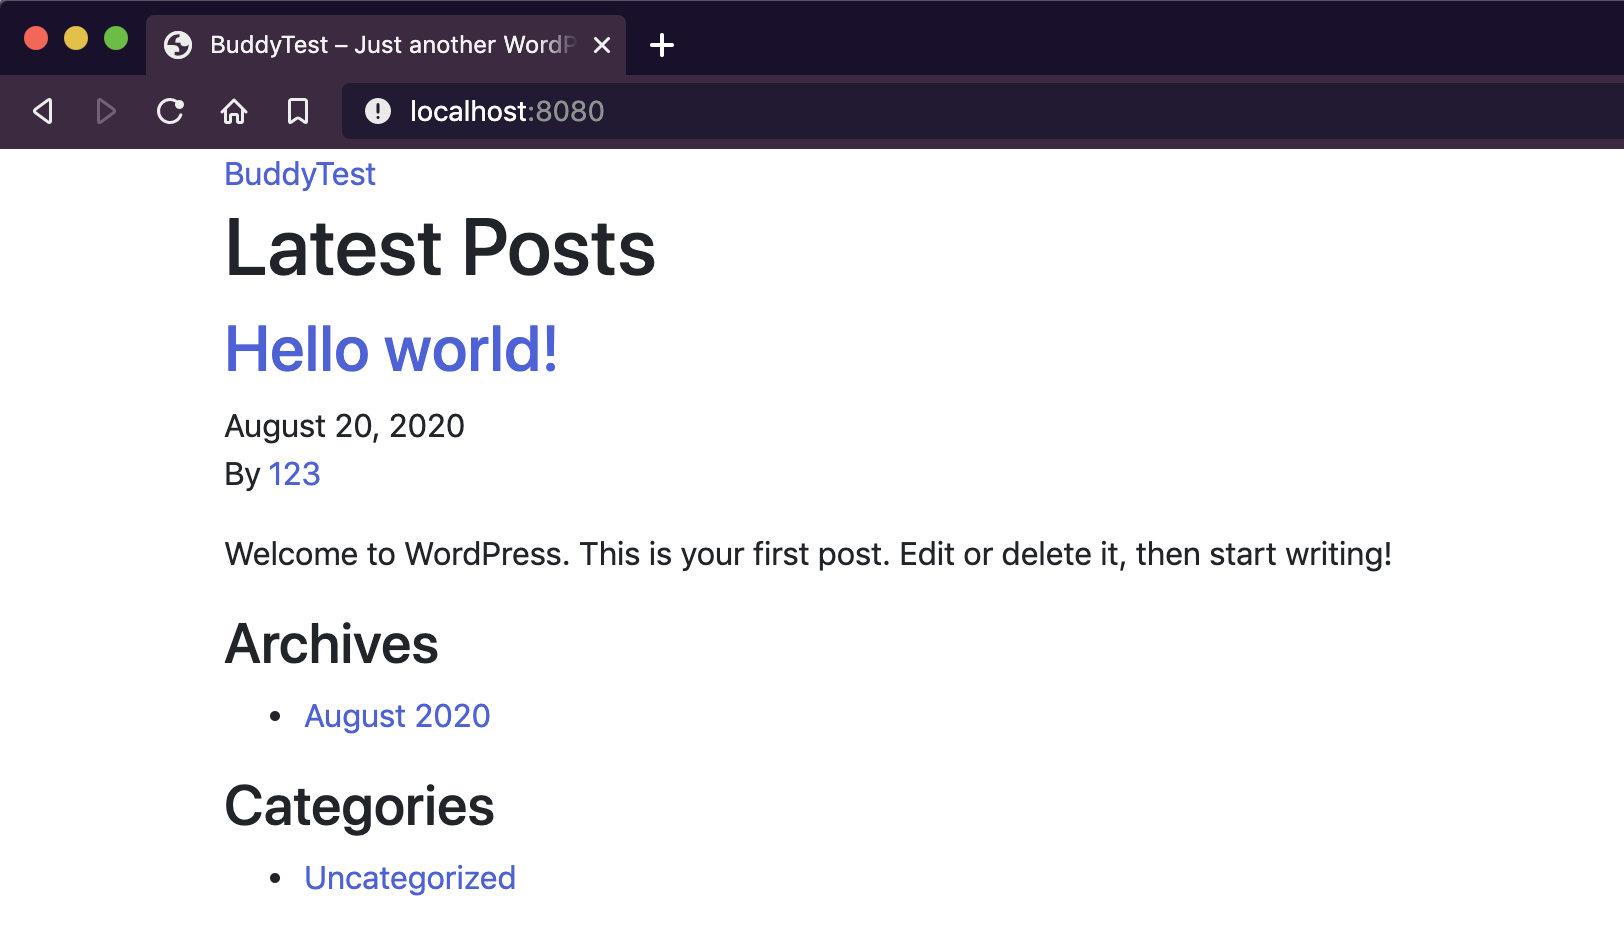 BuddyTest – Just another WordP
localhost:8080
BuddyTest
Latest Posts
Hello world!
August 20, 2020
By 123
Welcome to WordPress. This is your first post. Edit or delete it, then start writing!
Archives
• August 2020
Categories
• Uncategorized